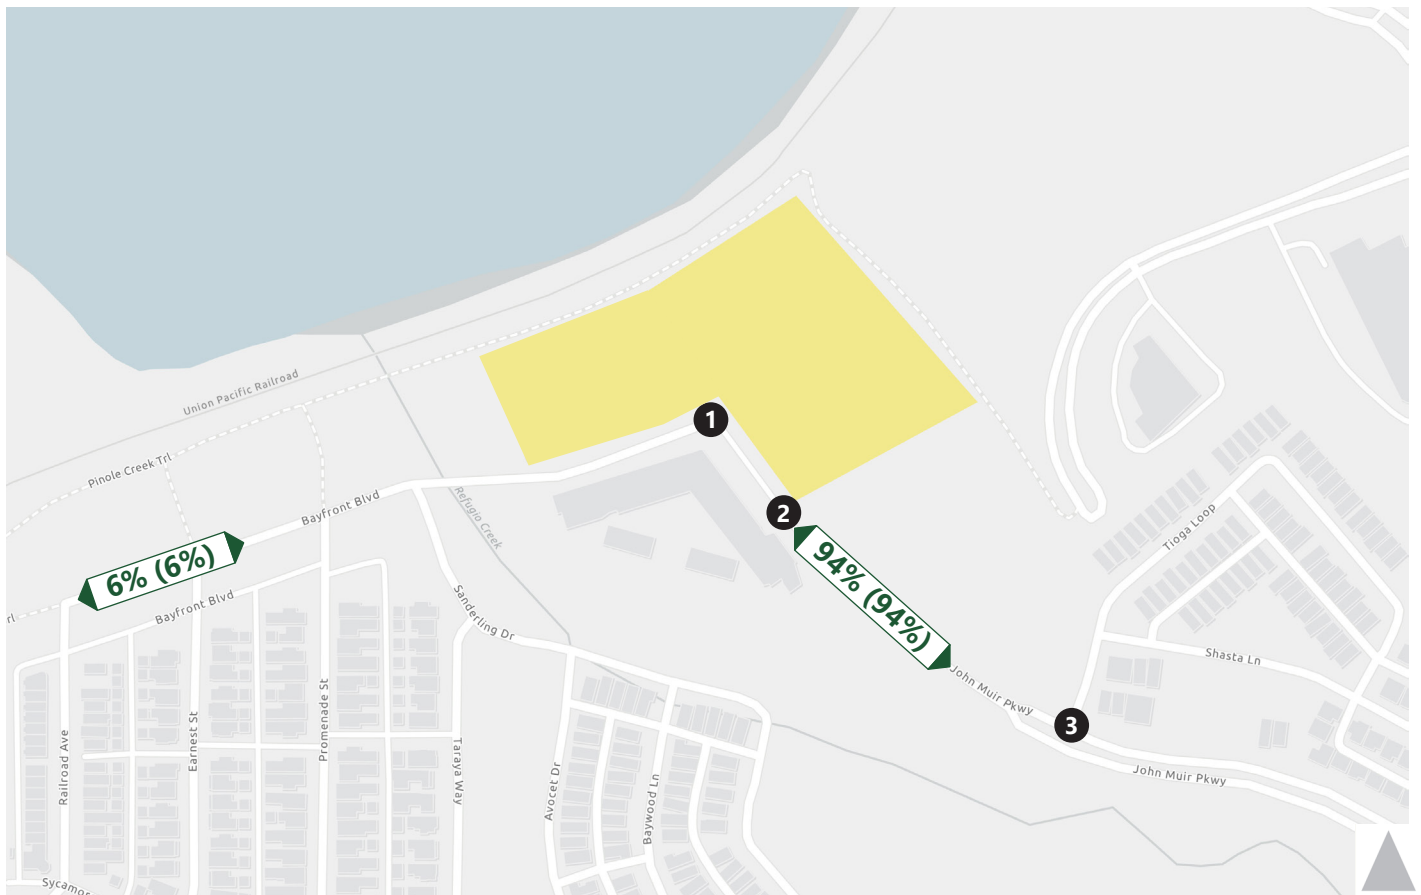 Union Pacific Railroad
Pinole Creek Trl
1
Refugio Creek
Bayfront Blvd
2
Tioga Loop
6% (6%)
94% (94%)
rl
Bayfront Blvd
Sanderling Dr
Shasta Ln
John Muir Pkwy
3
John Muir Pkwy
Railroad Ave
Earnest St
Promenade St
Taraya Way
Avocet Dr
Baywood Ln
Sycamor